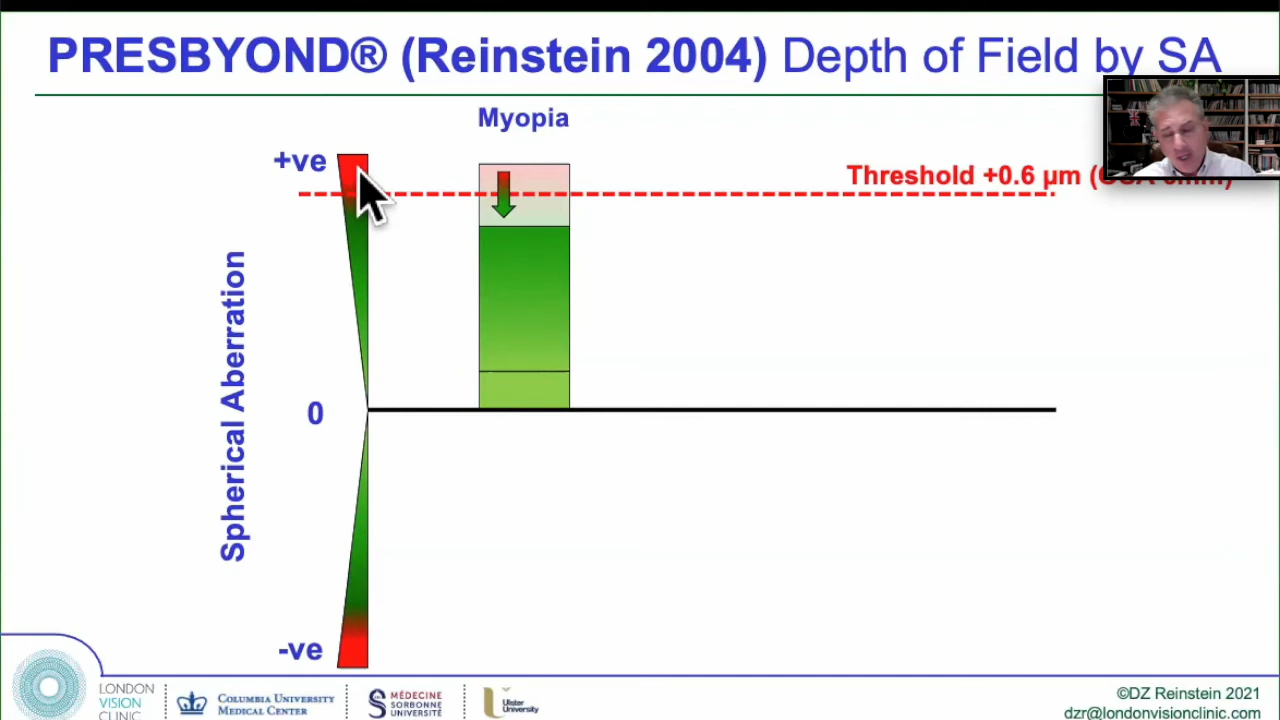 PRESBYOND® (Reinstein 2004) Depth of Field by SA
Myopia
+ve
Threshold +0.6 µm (
Spherical Aberration
0
-ve
LONDON
VISION
CLINIC
COLUMBIA UNIVERSITY
MEDICAL CENTER
MÉDECINE
SORBONNE
UNIVERSITÉ
Ulster
University
©DZ Reinstein 2021
dzr@londonvisionclinic.com